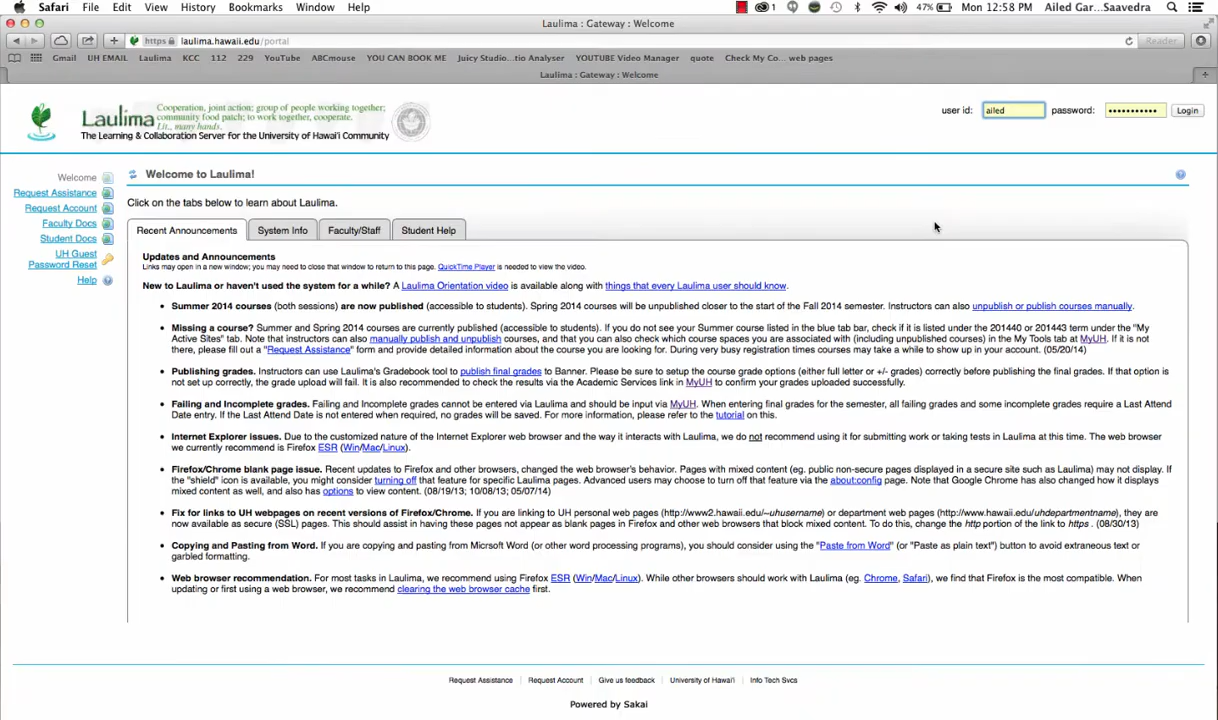 Safari File Edit View History Bookmarks Window Help 1 47% Mon 12:58 PM Ailed Gar...Saavedra
Laulima : Gateway : Welcome
https laulima.hawaii.edu/portal Reader
Gmail UH EMAIL Laulima KCC 112 229 YouTube ABCmouse YOU CAN BOOK ME Juicy Studio...tio Analyser YOUTUBE Video Manager quote Check My Co... web pages
Laulima : Gateway : Welcome
Laulima
Cooperation, joint action; group of people working together;
community food patch; to work together, cooperate.
Lit., many hands.
The Learning & Collaboration Server for the University of Hawai'i Community
user id: ailed password: ••••••••••• Login
Welcome
Request Assistance
Request Account
Faculty Docs
Student Docs
UH Guest
Password Reset
Help
Welcome to Laulima!
Click on the tabs below to learn about Laulima.
Recent Announcements System Info Faculty/Staff Student Help
Updates and Announcements
Links may open in a new window; you may need to close that window to return to this page. QuickTime Player is needed to view the video.
New to Laulima or haven't used the system for a while? A Laulima Orientation video is available along with things that every Laulima user should know.
• Summer 2014 courses (both sessions) are now published (accessible to students). Spring 2014 courses will be unpublished closer to the start of the Fall 2014 semester. Instructors can also unpublish or publish courses manually.
• Missing a course? Summer and Spring 2014 courses are currently published (accessible to students). If you do not see your Summer course listed in the blue tab bar, check if it is listed under the 201440 or 201443 term under the "My
Active Sites" tab. Note that instructors can also manually publish and unpublish courses, and that you can also check which course spaces you are associated with (including unpublished courses) in the My Tools tab at MyUH. If it is not
there, please fill out a "Request Assistance" form and provide detailed information about the course you are looking for. During very busy registration times courses may take a while to show up in your account. (05/20/14)
• Publishing grades. Instructors can use Laulima's Gradebook tool to publish final grades to Banner. Please be sure to setup the course grade options (either full letter or +/- grades) correctly before publishing the final grades. If that option is
not set up correctly, the grade upload will fail. It is also recommended to check the results via the Academic Services link in MyUH to confirm your grades uploaded successfully.
• Failing and Incomplete grades. Failing and Incomplete grades cannot be entered via Laulima and should be input via MyUH. When entering final grades for the semester, all failing grades and some incomplete grades require a Last Attend
Date entry. If the Last Attend Date is not entered when required, no grades will be saved. For more information, please refer to the tutorial on this.
• Internet Explorer issues. Due to the customized nature of the Internet Explorer web browser and the way it interacts with Laulima, we do not recommend using it for submitting work or taking tests in Laulima at this time. The web browser
we currently recommend is Firefox ESR (Win/Mac/Linux).
• Firefox/Chrome blank page issue. Recent updates to Firefox and other browsers, changed the web browser's behavior. Pages with mixed content (eg. public non-secure pages displayed in a secure site such as Laulima) may not display. If
the "shield" icon is available, you might consider turning off that feature for specific Laulima pages. Advanced users may choose to turn off that feature via the about:config page. Note that Google Chrome has also changed how it displays
mixed content as well, and also has options to view content. (08/19/13; 10/08/13; 05/07/14)
• Fix for links to UH webpages on recent versions of Firefox/Chrome. If you are linking to UH personal web pages (http://www2.hawaii.edu/~uhusername) or department web pages (http://www.hawaii.edu/uhdepartmentname), they are
now available as secure (SSL) pages. This should assist in having these pages not appear as blank pages in Firefox and other web browsers that block mixed content. To do this, change the http portion of the link to https . (08/30/13)
• Copying and Pasting from Word. If you are copying and pasting from Micrsoft Word (or other word processing programs), you should consider using the "Paste from Word" (or "Paste as plain text") button to avoid extraneous text or
garbled formatting.
• Web browser recommendation. For most tasks in Laulima, we recommend using Firefox ESR (Win/Mac/Linux). While other browsers should work with Laulima (eg. Chrome, Safari), we find that Firefox is the most compatible. When
updating or first using a web browser, we recommend clearing the web browser cache first.
Request Assistance | Request Account | Give us feedback | University of Hawai'i | Info Tech Svcs
Powered by Sakai